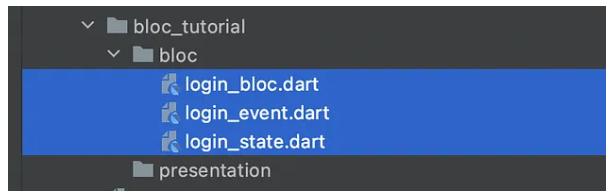 bloc_tutorial
bloc
login_bloc.dart
login_event.dart
login_state.dart
presentation